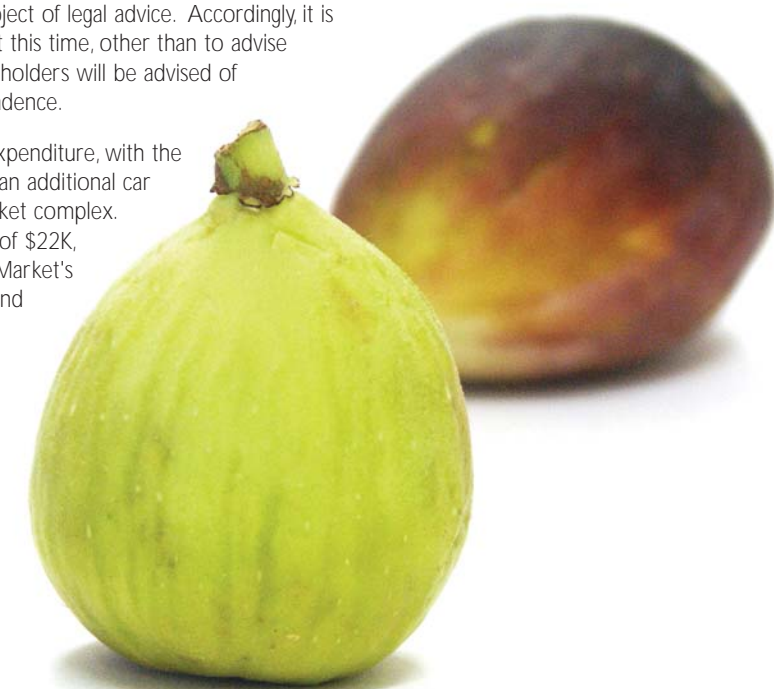 ject of legal advice. Accordingly, it is
t this time, other than to advise
holders will be advised of
dence.
xpenditure, with the
an additional car
ket complex.
of $22K,
Market's
nd